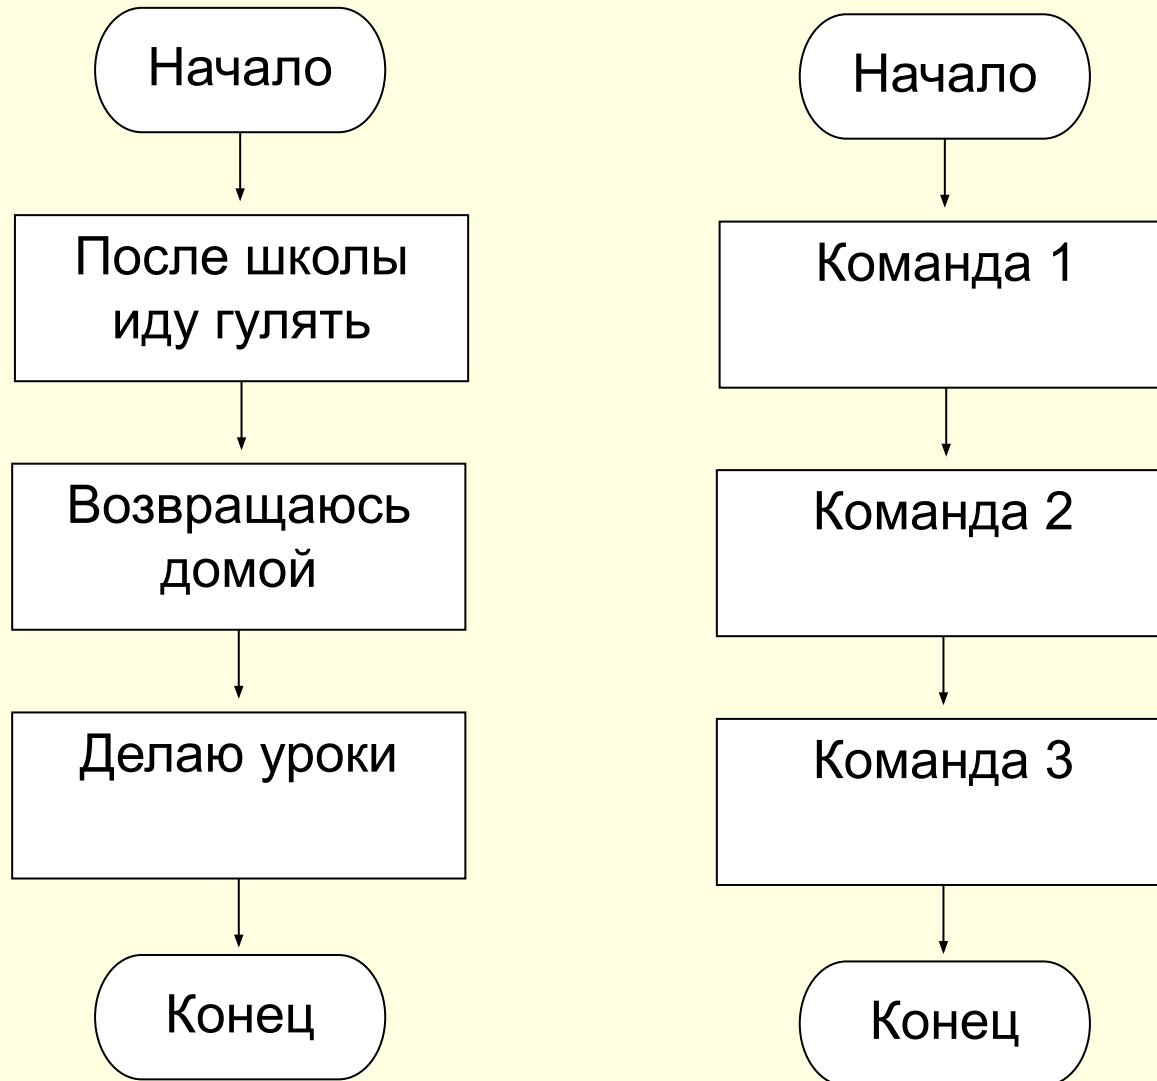 Начало
После школы
иду гулять
Возвращаюсь
домой
Делаю уроки
Конец
Начало
Команда 1
Команда 2
Команда 3
Конец